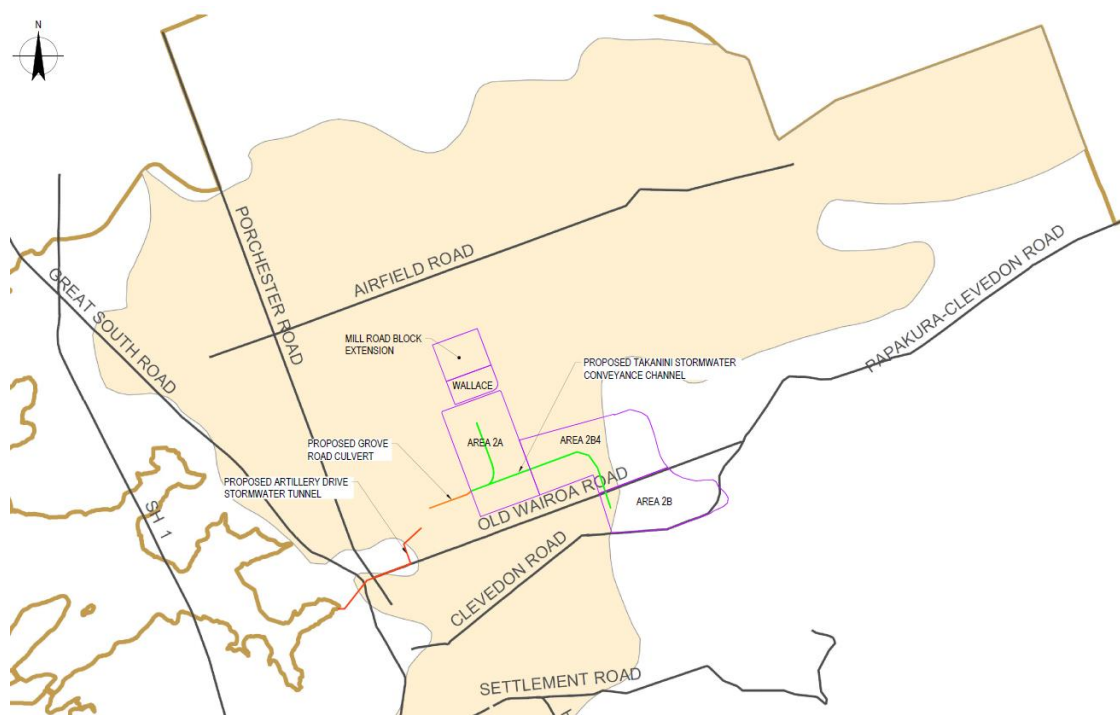 N
PORCHESTER ROAD
GREAT SOUTH ROAD
AIRFIELD ROAD
PAPAKURA-CLEVEDON ROAD
MILL ROAD BLOCK
EXTENSION
WALLACE
PROPOSED TAKANINI STORMWATER
CONVEYANCE CHANNEL
AREA 2A
AREA 2B4
PROPOSED GROVE
ROAD CULVERT
PROPOSED ARTILLERY DRIVE
STORMWATER TUNNEL
OLD WAIROA ROAD
AREA 2B
SH 1
CLEVEDON ROAD
SETTLEMENT ROAD